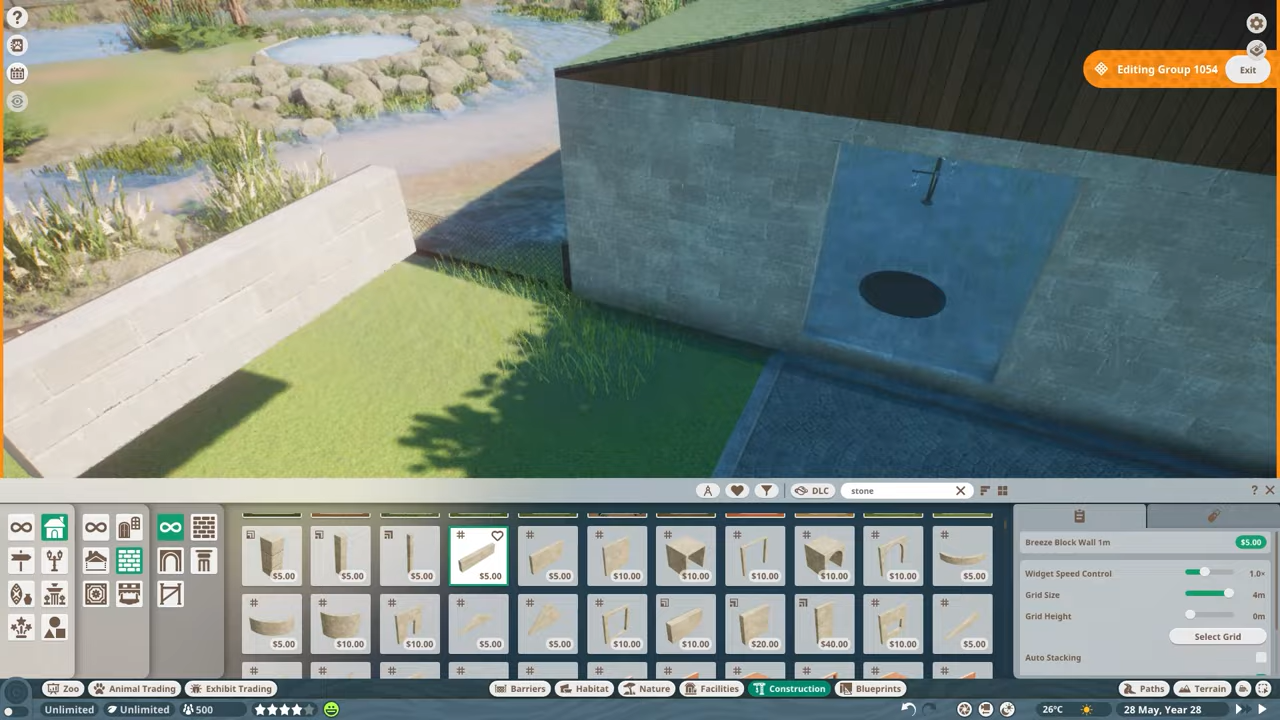 ?
Editing Group 1054
Exit
DLC
stone
?
$5.00 $5.00 $5.00 $5.00 $5.00 $10.00 $10.00 $10.00 $10.00 $10.00 $5.00
$5.00 $10.00 $10.00 $5.00 $5.00 $10.00 $10.00 $20.00 $40.00 $10.00 $5.00
Breeze Block Wall 1m $5.00
Widget Speed Control 1.0×
Grid Size 4m
Grid Height 0m
Select Grid
Auto Stacking
Zoo Animal Trading Exhibit Trading Barriers Habitat Nature Facilities Construction Blueprints Paths Terrain
Unlimited Unlimited 500 26°C 28 May, Year 28